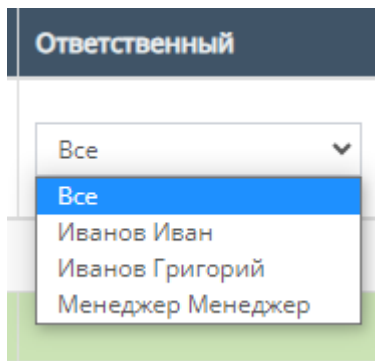 Ответственный
Все
Все
Иванов Иван
Иванов Григорий
Менеджер Менеджер